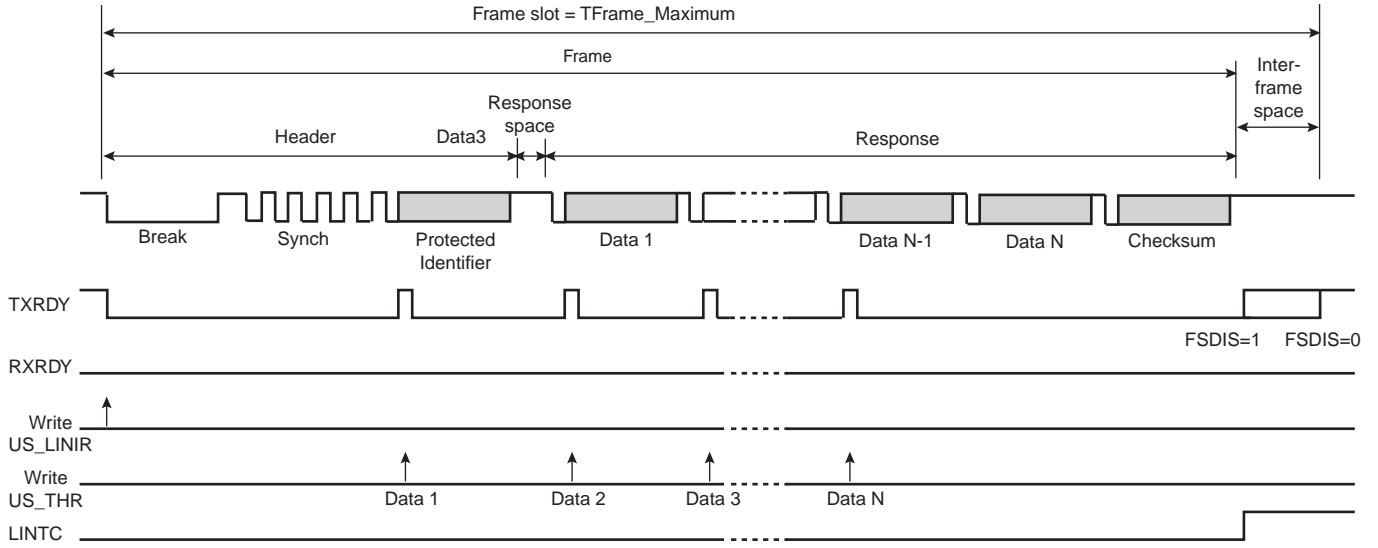 Frame slot = TFrame_Maximum
Frame
Inter-
frame
space
Response
space
Header
Data3
Response
Break
Synch
Protected
Identifier
Data 1
Data N-1
Data N
Checksum
TXRDY
FSDIS=1
FSDIS=0
RXRDY
Write
US_LINIR
Write
US_THR
Data 1
Data 2
Data 3
Data N
LINTC